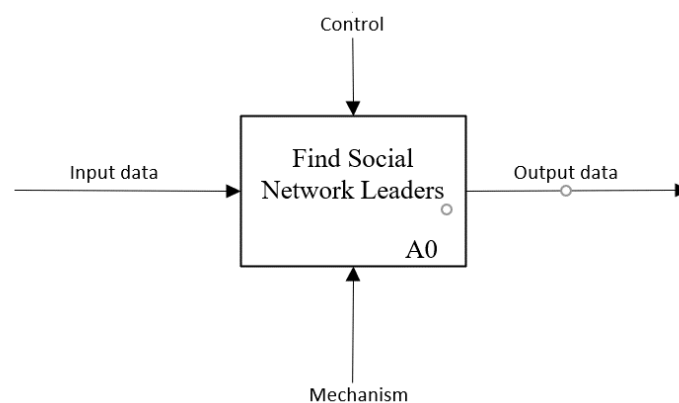 Control
Input data
Find Social
Network Leaders
Output data
A0
Mechanism